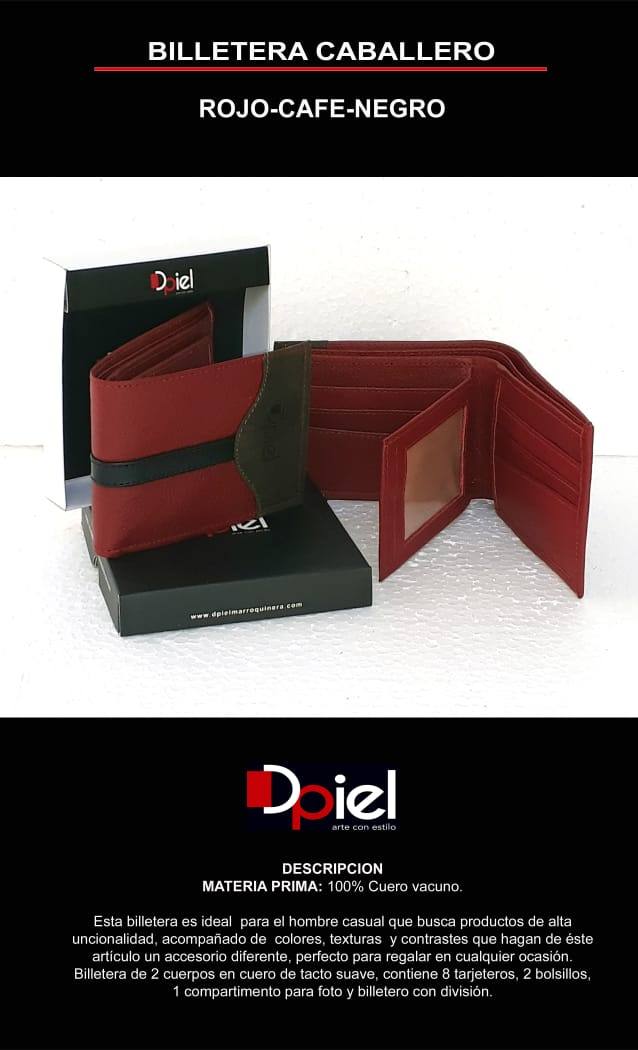 BILLETERA CABALLERO
ROJO-CAFE-NEGRO
Dpiel
piel
www.dpielmarroquinera.com
Dpiel
arte con estilo
DESCRIPCION
MATERIA PRIMA: 100% Cuero vacuno.
Esta billetera es ideal para el hombre casual que busca productos de alta
uncionalidad, acompañado de colores, texturas y contrastes que hagan de éste
artículo un accesorio diferente, perfecto para regalar en cualquier ocasión.
Billetera de 2 cuerpos en cuero de tacto suave, contiene 8 tarjeteros, 2 bolsillos,
1 compartimento para foto y billetero con división.